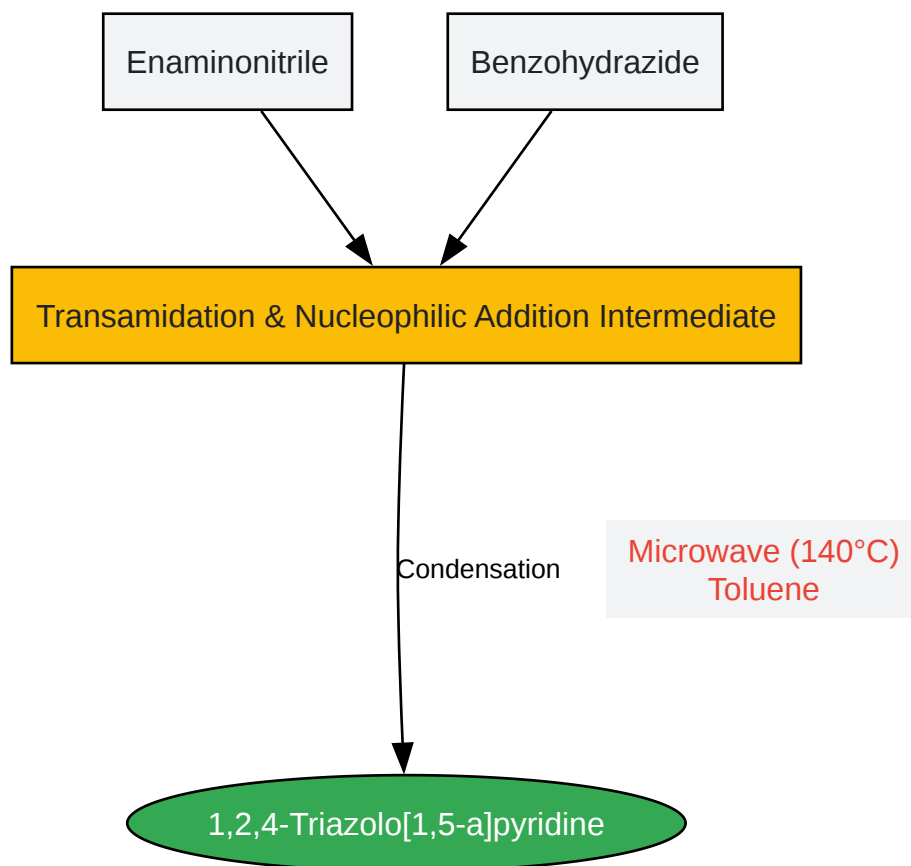 Enaminonitrile
Benzohydrazide
Transamidation & Nucleophilic Addition Intermediate
Condensation
Microwave (140°C)
Toluene
1,2,4-Triazolo[1,5-a]pyridine